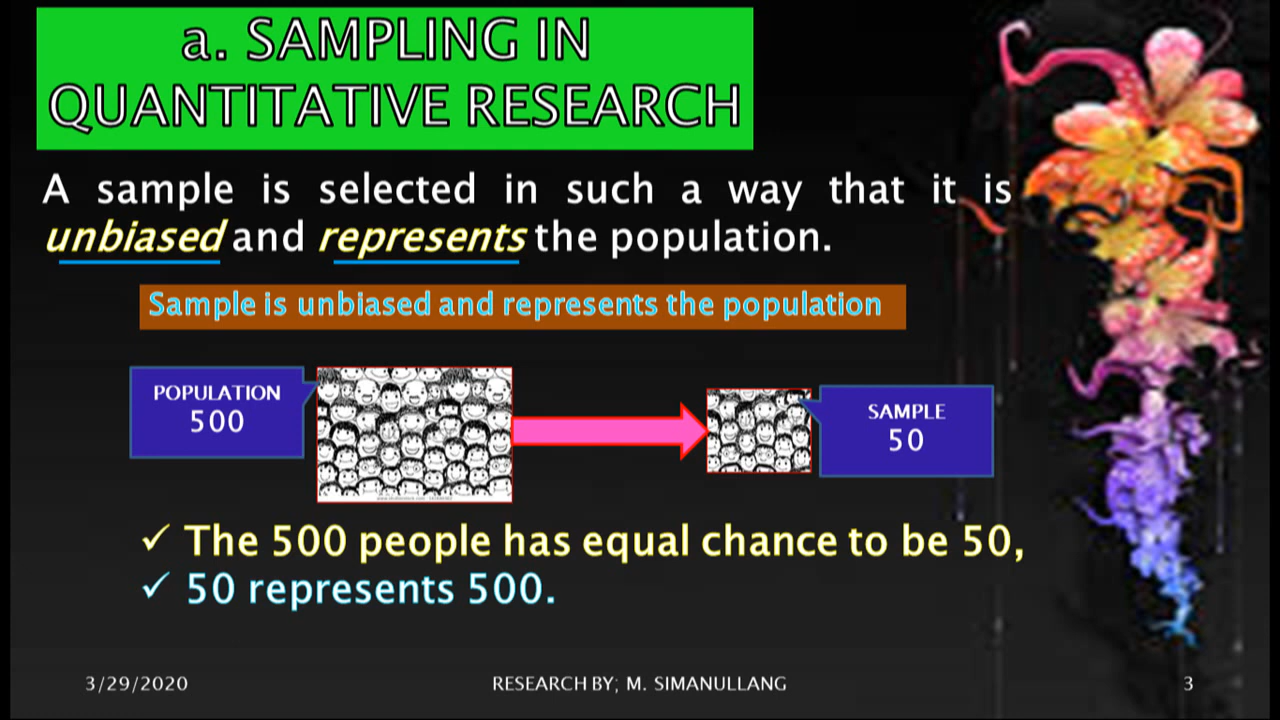 a. SAMPLING IN
QUANTITATIVE RESEARCH
A sample is selected in such a way that it is
unbiased and represents the population.
Sample is unbiased and represents the population
POPULATION
500
SAMPLE
50
✓ The 500 people has equal chance to be 50,
✓ 50 represents 500.
3/29/2020
RESEARCH BY; M. SIMANULLANG
3